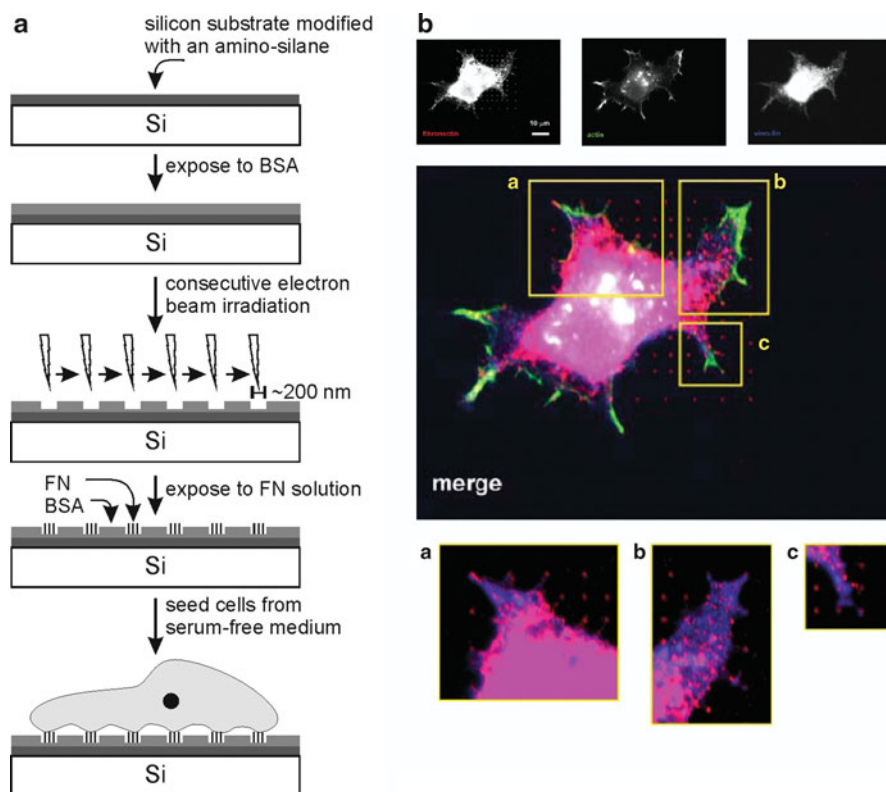 a
silicon substrate modified
with an amino-silane
Si
expose to BSA
Si
consecutive electron
beam irradiation
~200 nm
Si
FN
BSA
expose to FN solution
Si
seed cells from
serum-free medium
Si
b
fibronectin
10 µm
actin
vinculin
a
b
c
merge
a
b
c